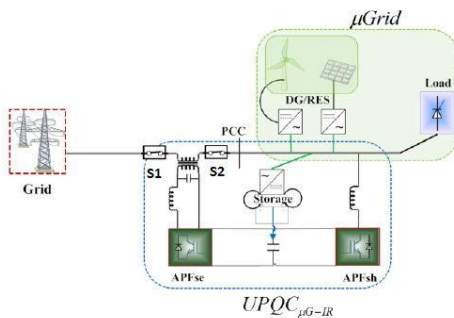 μGrid
DG/RES
Load
PCC
S1
S2
Grid
Storage
APFse
APFsh
UPQCμG-IR